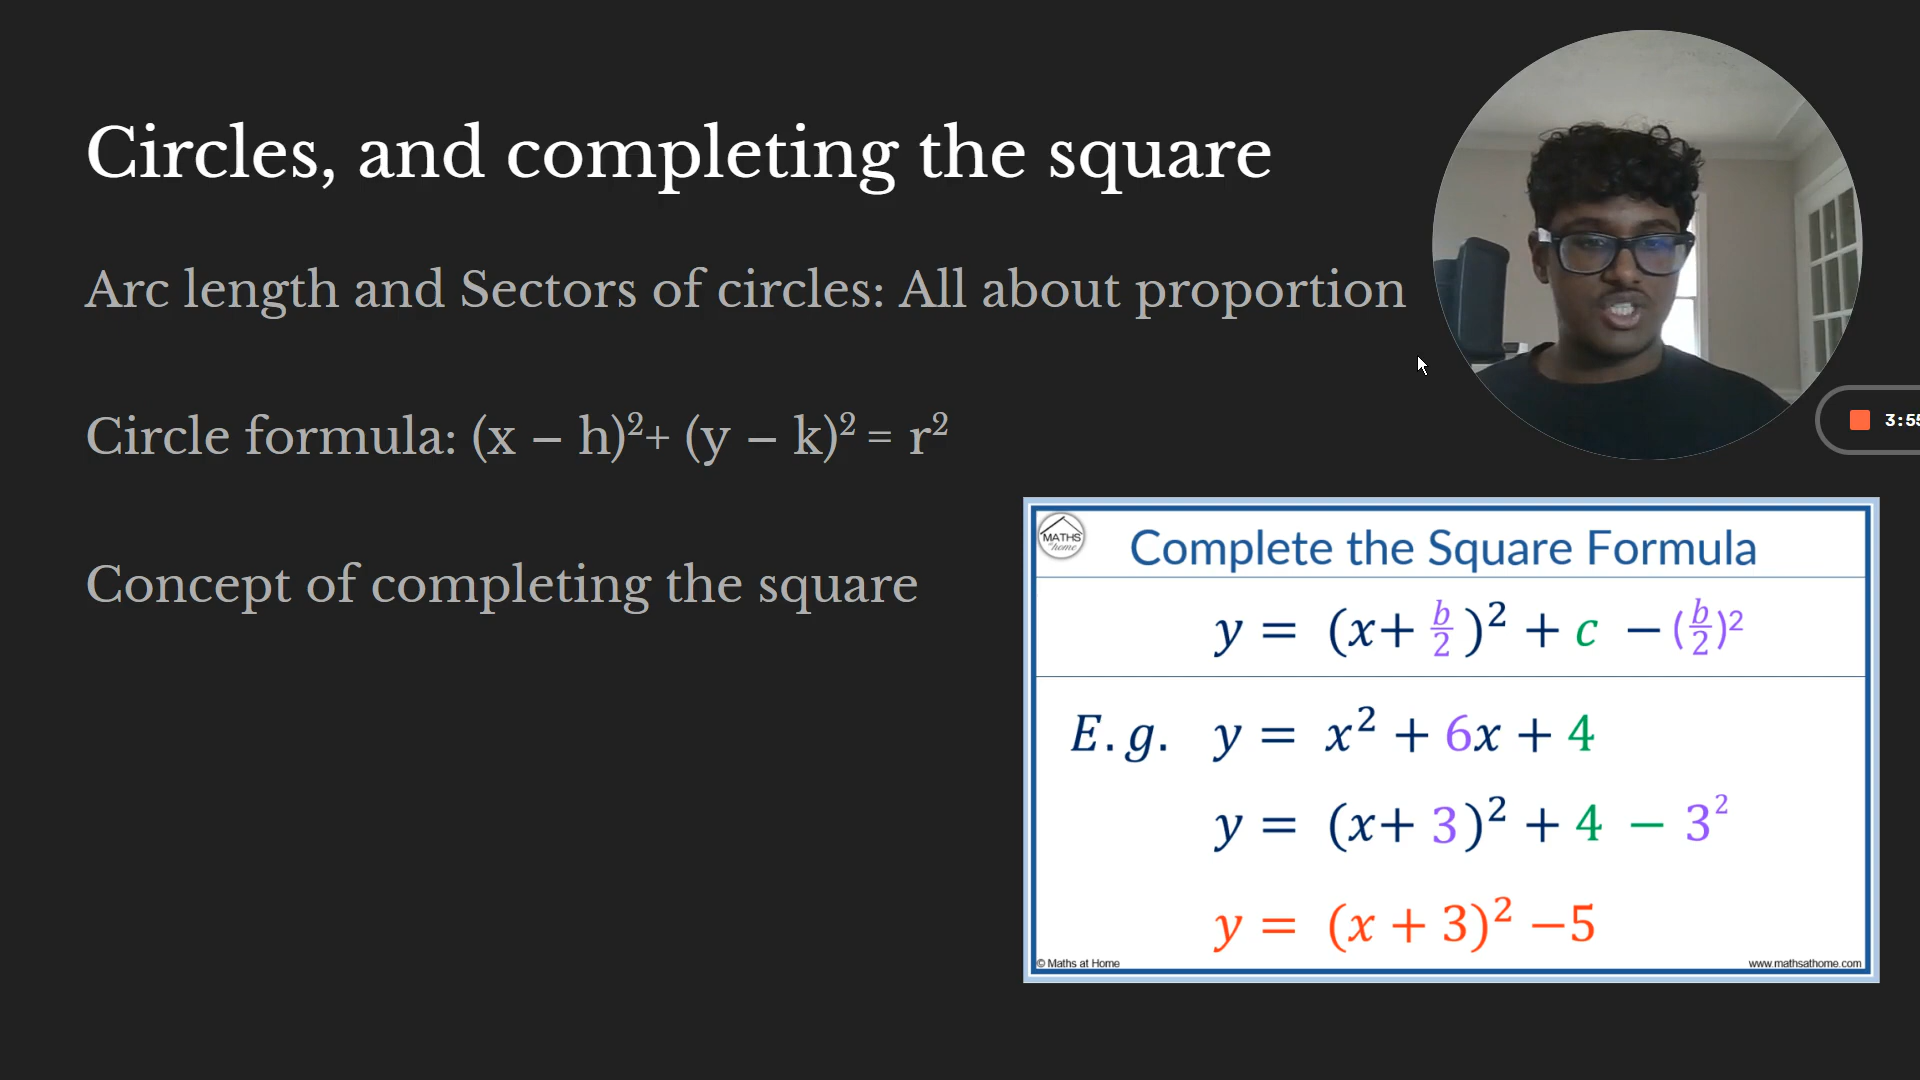 Circles, and completing the square
Arc length and Sectors of circles: All about proportion
Circle formula: (x – h)²+ (y – k)² = r²
Concept of completing the square
3:55
MATHS
at home
Complete the Square Formula
y = (x+ b/2 )² + c − (b/2)²
E.g. y = x² + 6x + 4
y = (x+ 3)² + 4 − 3²
y = (x + 3)² −5
© Maths at Home
www.mathsathome.com